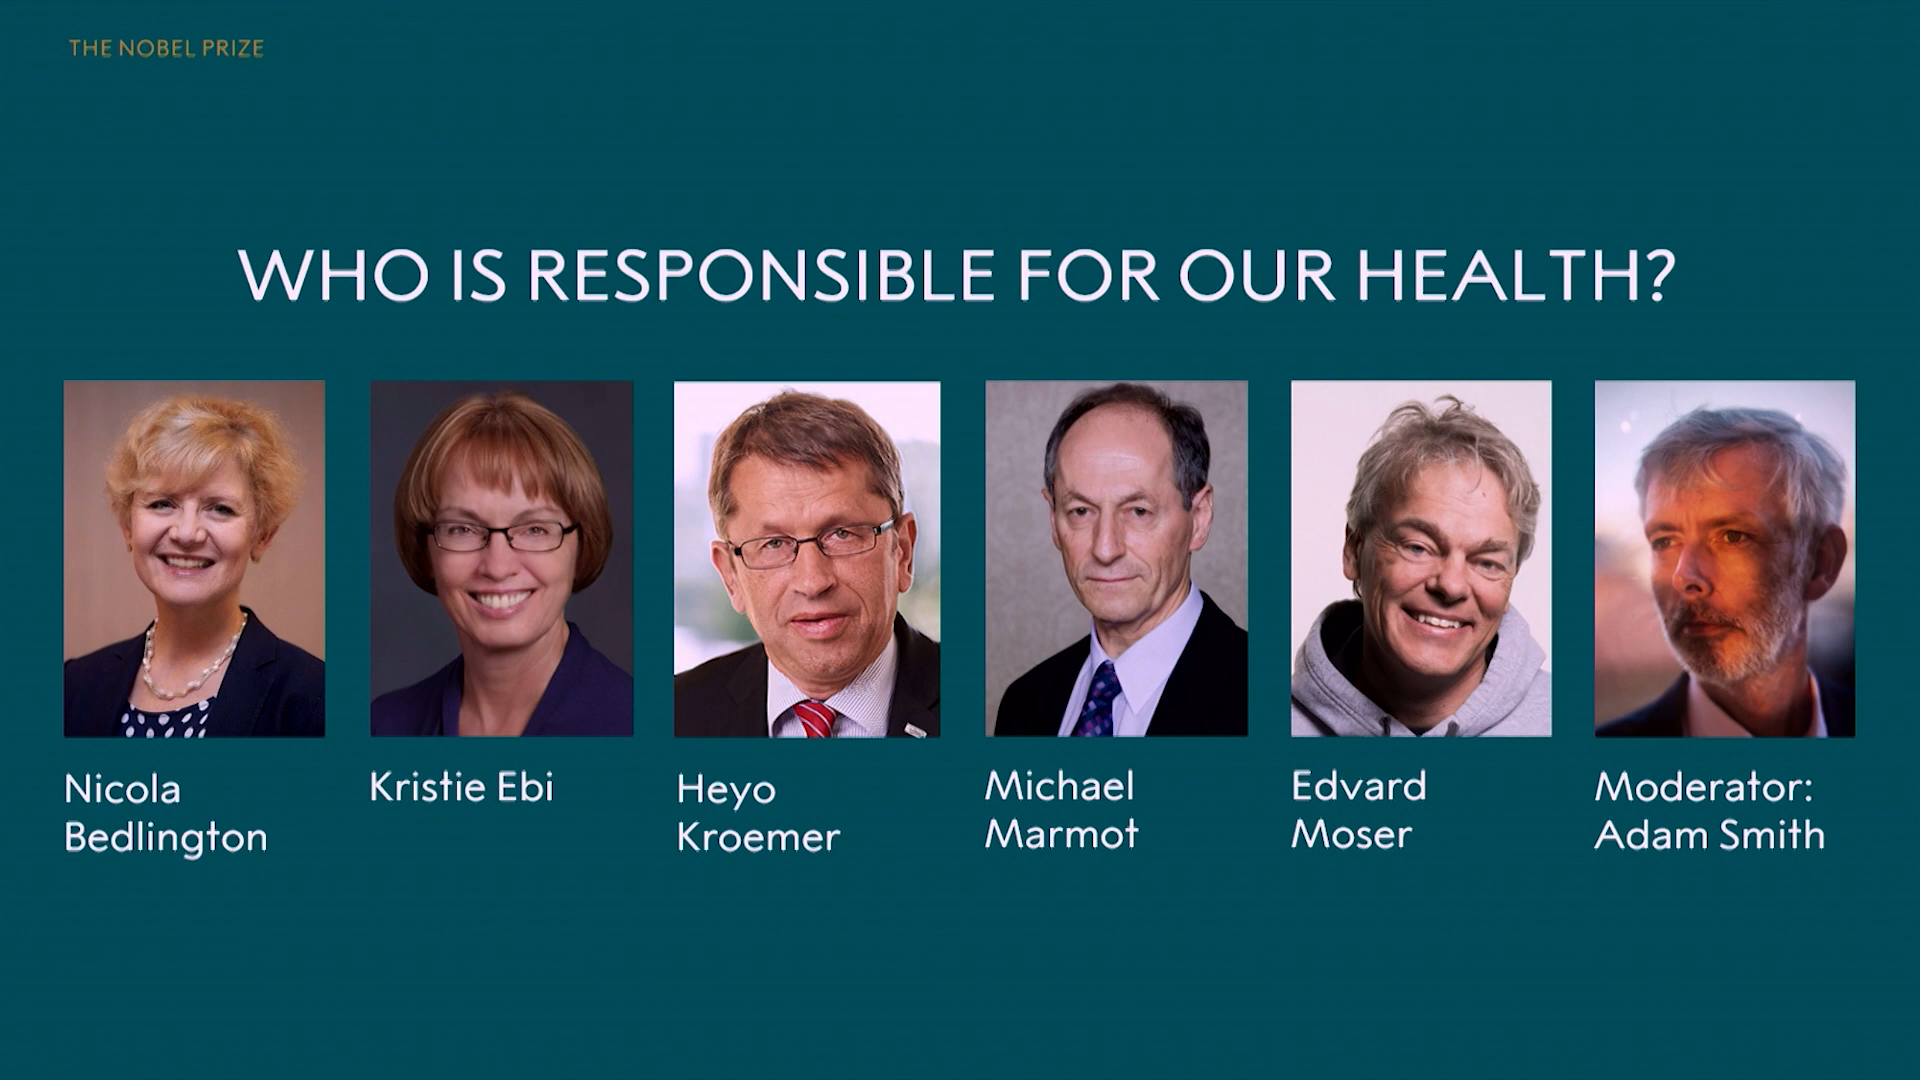 THE NOBEL PRIZE
WHO IS RESPONSIBLE FOR OUR HEALTH?
Nicola
Bedlington
Kristie Ebi
Heyo
Kroemer
Michael
Marmot
Edvard
Moser
Moderator:
Adam Smith